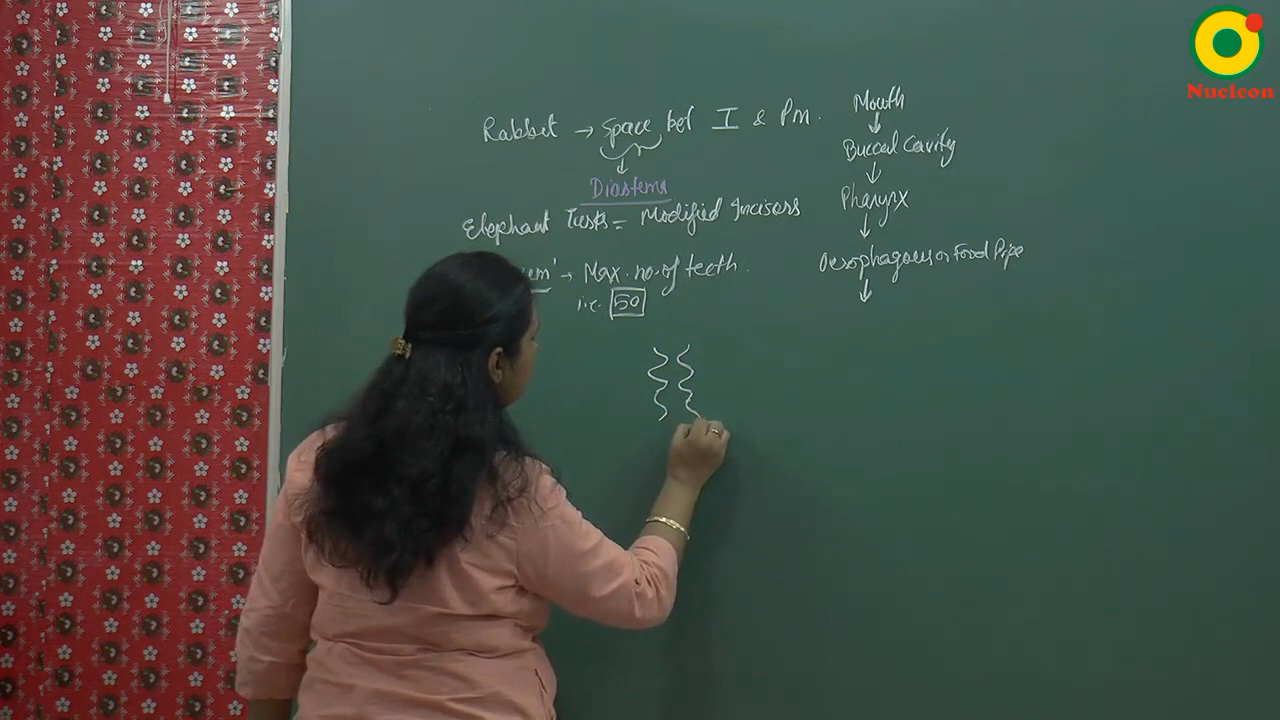 Rabbit → Space bet I & Pm.
↓
Diastema
Elephant Tusks = Modified Incisors
→ Max. no. of teeth.
i.e. 50
Mouth
↓
Buccal Cavity
↓
Pharynx
↓
Oesophagous or Food Pipe
↓
Nucleon